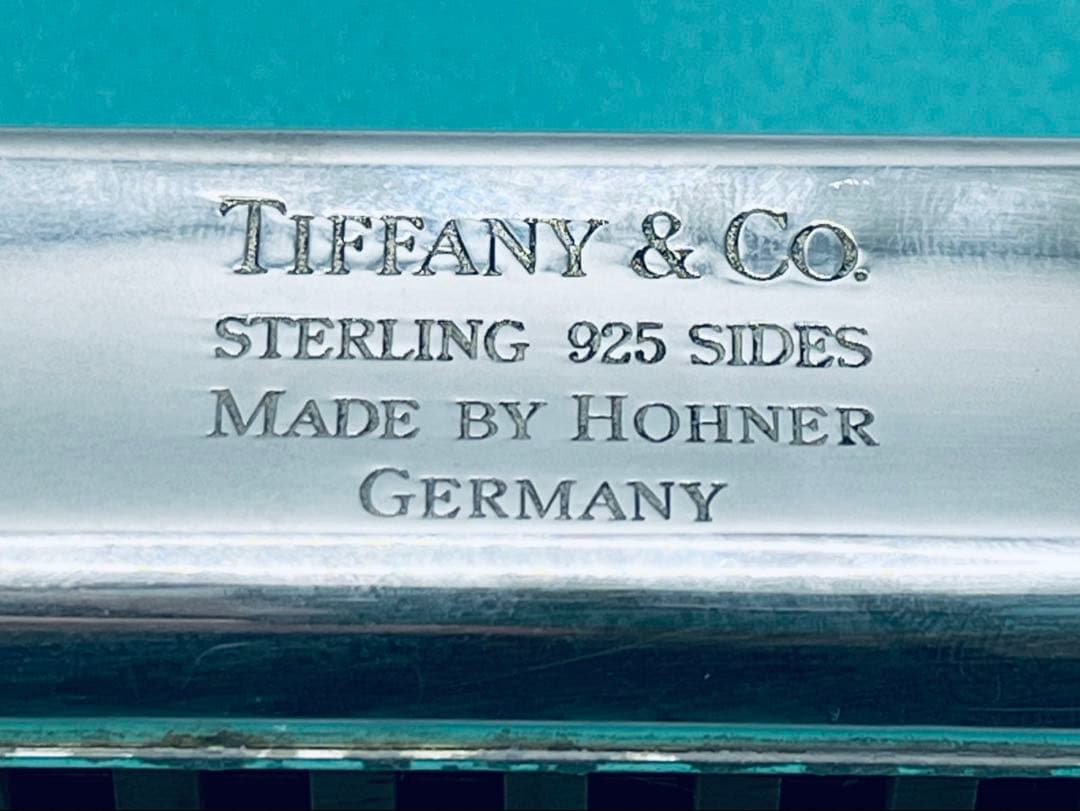 TIFFANY & CO.
STERLING 925 SIDES
MADE BY HOHNER
GERMANY